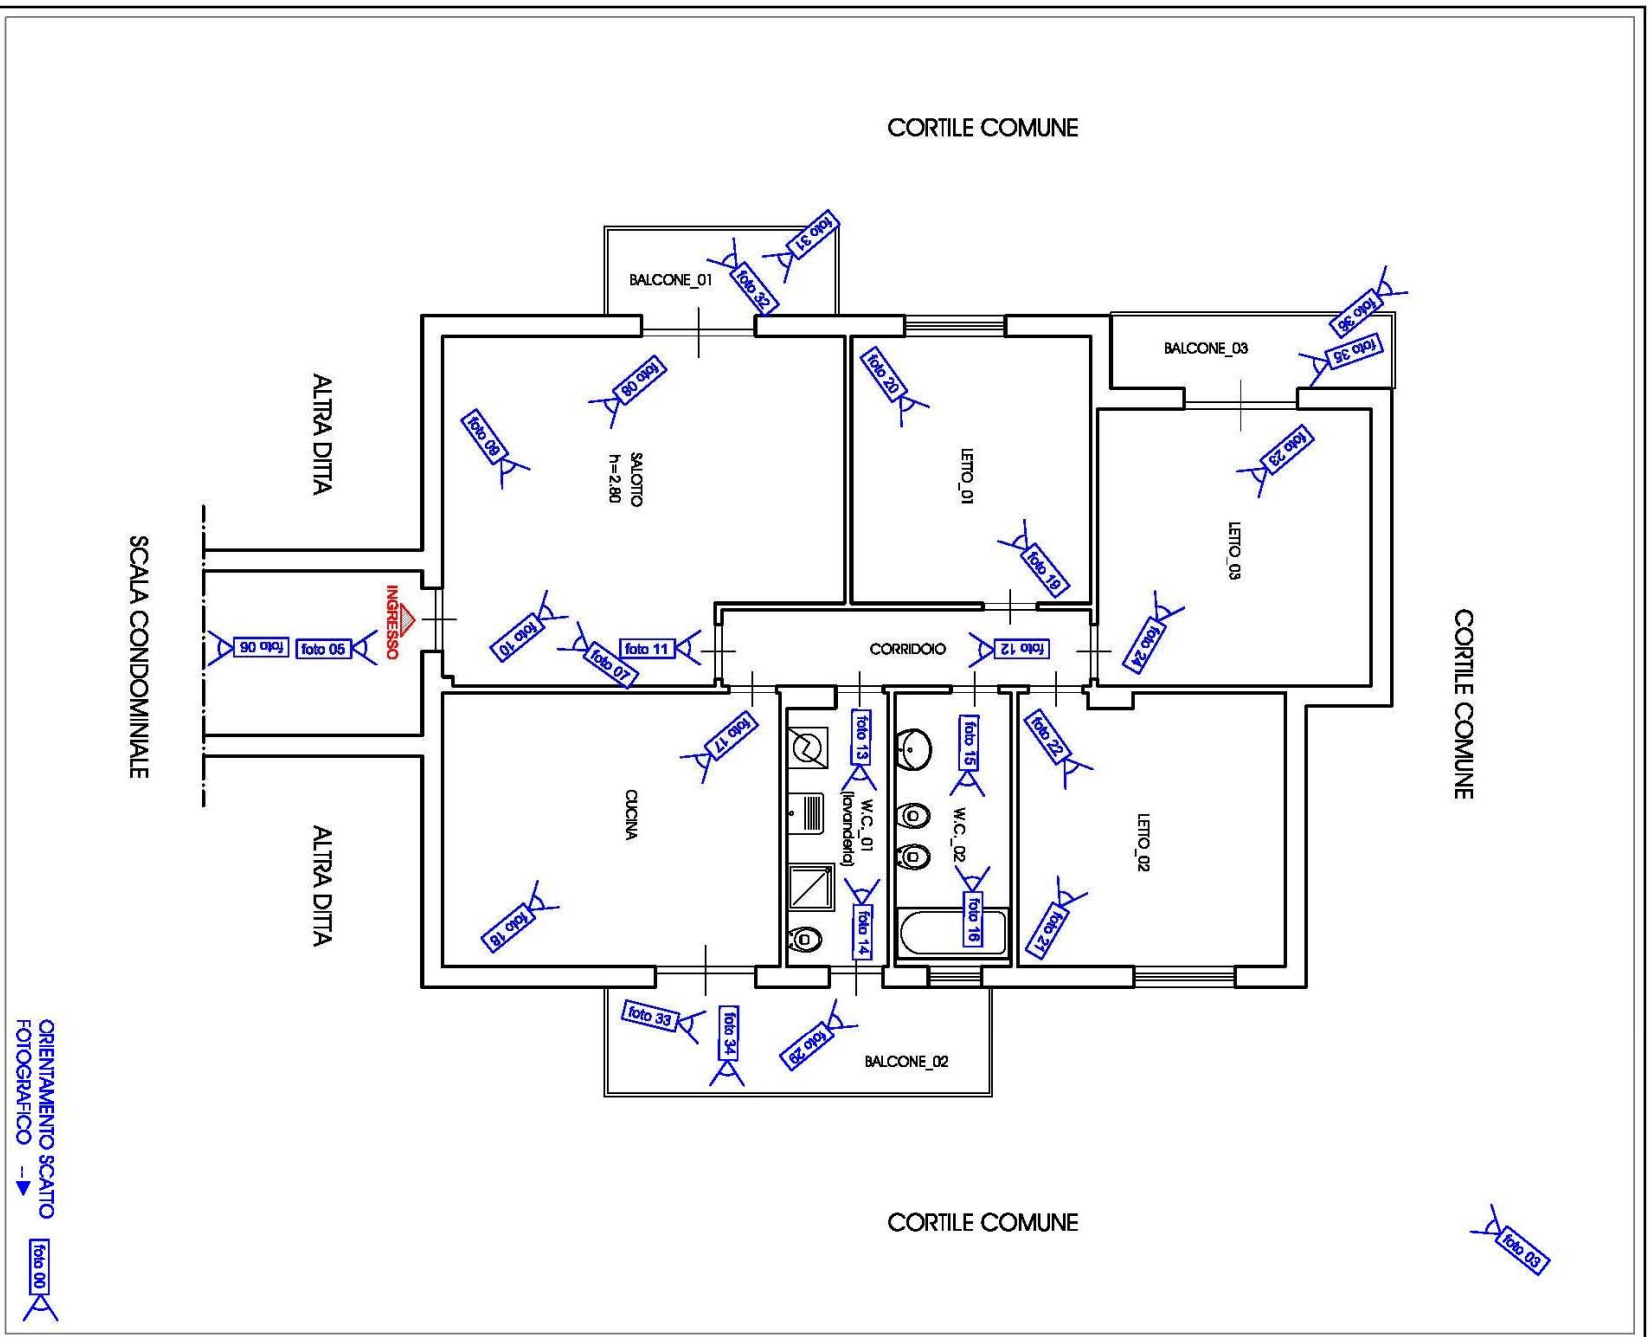 CORTILE COMUNE
foto 31
foto 32
BALCONE_01
foto 36
foto 35
BALCONE_03
foto 08
foto 09
foto 20
foto 23
ALTRA DITTA
SALOTTO
h=2.80
LETTO_01
LETTO_03
foto 19
SCALA CONDOMINIALE
INGRESSO
foto 06
foto 05
foto 10
foto 07
foto 11
CORRIDOIO
foto 12
foto 24
CORTILE COMUNE
foto 17
foto 13
foto 15
foto 22
CUCINA
W.C._01
(lavanderia)
W.C._02
LETTO_02
ALTRA DITTA
foto 18
foto 14
foto 16
foto 21
foto 33
foto 34
foto 29
BALCONE_02
CORTILE COMUNE
foto 03
ORIENTAMENTO SCATTO
FOTOGRAFICO -->
foto 00